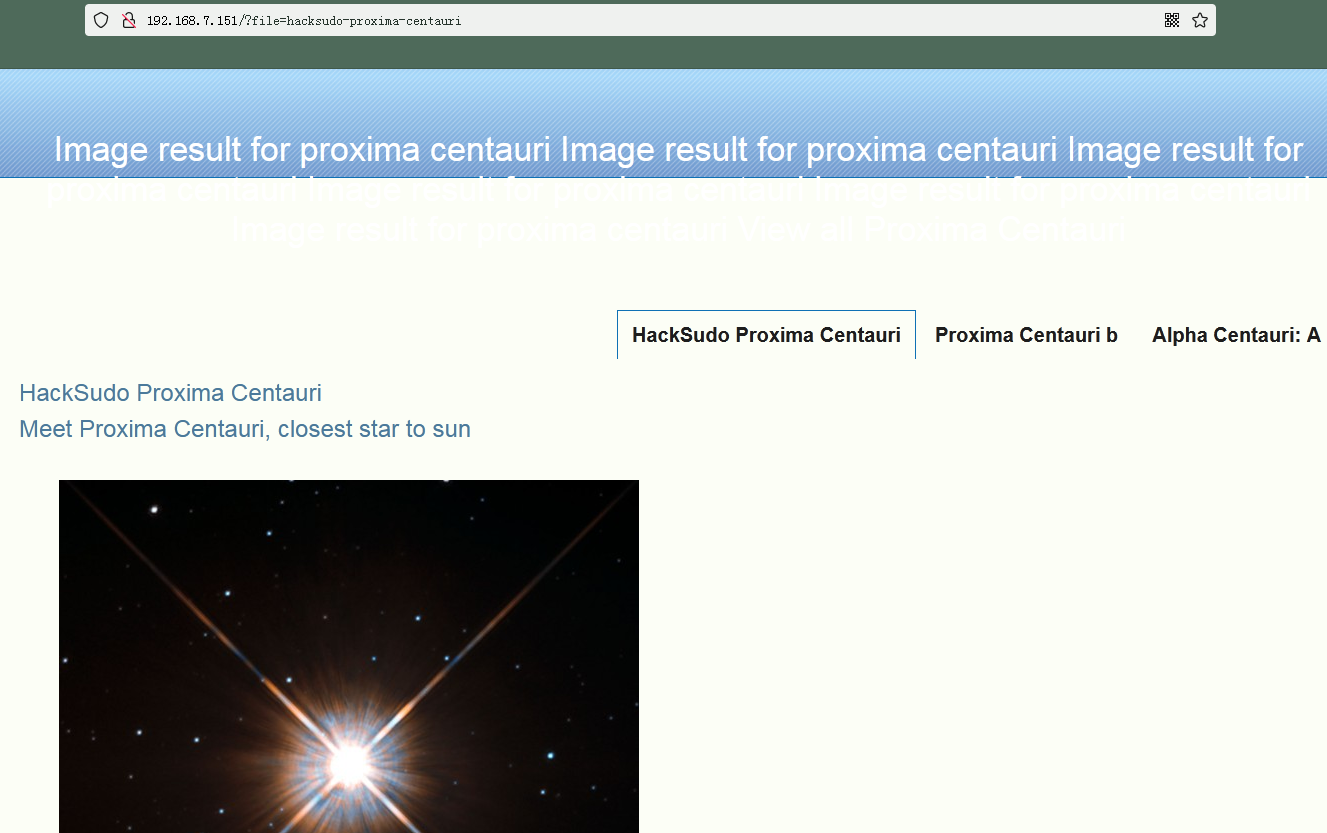 192.168.7.151/?file=hacksudo-proxima-centauri
Image result for proxima centauri Image result for proxima centauri Image result for
proxima centauri Image result for proxima centauri Image result for proxima centauri
Image result for proxima centauri View all Proxima Centauri
HackSudo Proxima Centauri Proxima Centauri b Alpha Centauri: A
HackSudo Proxima Centauri
Meet Proxima Centauri, closest star to sun